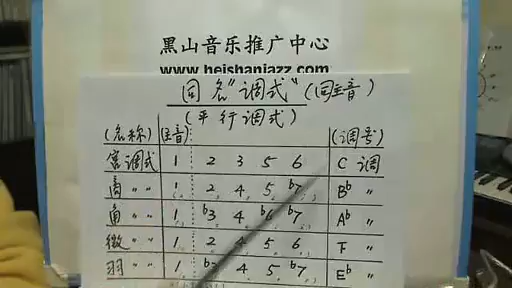 黑山音乐推广中心
www.heishanjazz.com
同名"调式"(同主音)
(平行调式)
(名称) (主音) (调号)
宫调式 1 2 3 5 6 C 调
商 〃 〃 1 2 4 5 b7 Bb 〃
角 〃 〃 1 b3 4 b6 b7 Ab 〃
徵 〃 〃 1 2 4 5 6 F 〃
羽 〃 〃 1 4 5 b7 Eb 〃